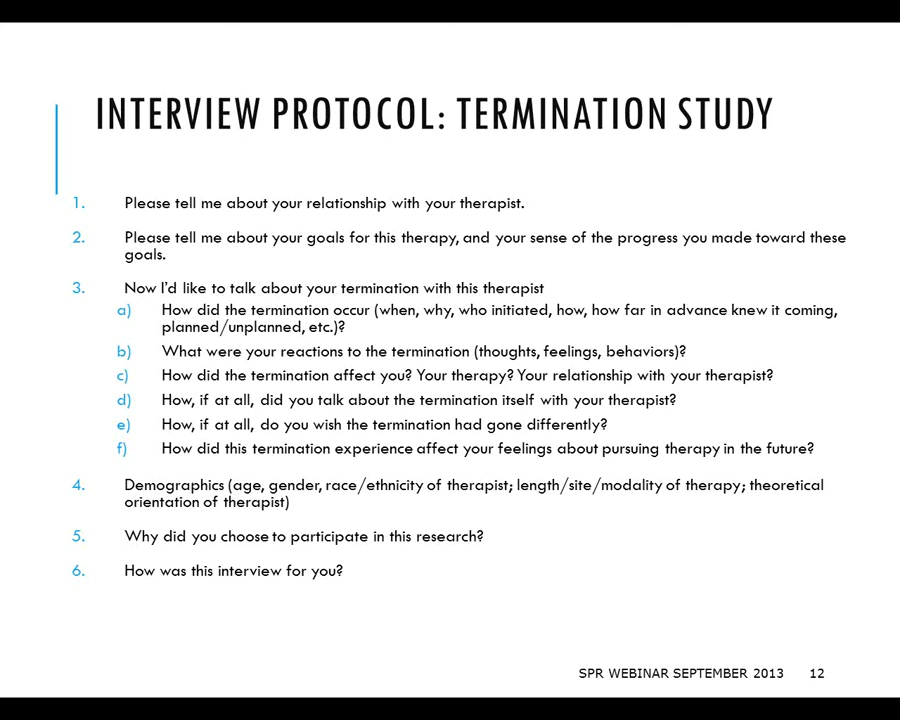 INTERVIEW PROTOCOL: TERMINATION STUDY
1. Please tell me about your relationship with your therapist.
2. Please tell me about your goals for this therapy, and your sense of the progress you made toward these
goals.
3. Now I'd like to talk about your termination with this therapist
a) How did the termination occur (when, why, who initiated, how, how far in advance knew it coming,
planned/unplanned, etc.)?
b) What were your reactions to the termination (thoughts, feelings, behaviors)?
c) How did the termination affect you? Your therapy? Your relationship with your therapist?
d) How, if at all, did you talk about the termination itself with your therapist?
e) How, if at all, do you wish the termination had gone differently?
f) How did this termination experience affect your feelings about pursuing therapy in the future?
4. Demographics (age, gender, race/ethnicity of therapist; length/site/modality of therapy; theoretical
orientation of therapist)
5. Why did you choose to participate in this research?
6. How was this interview for you?
SPR WEBINAR SEPTEMBER 2013 12